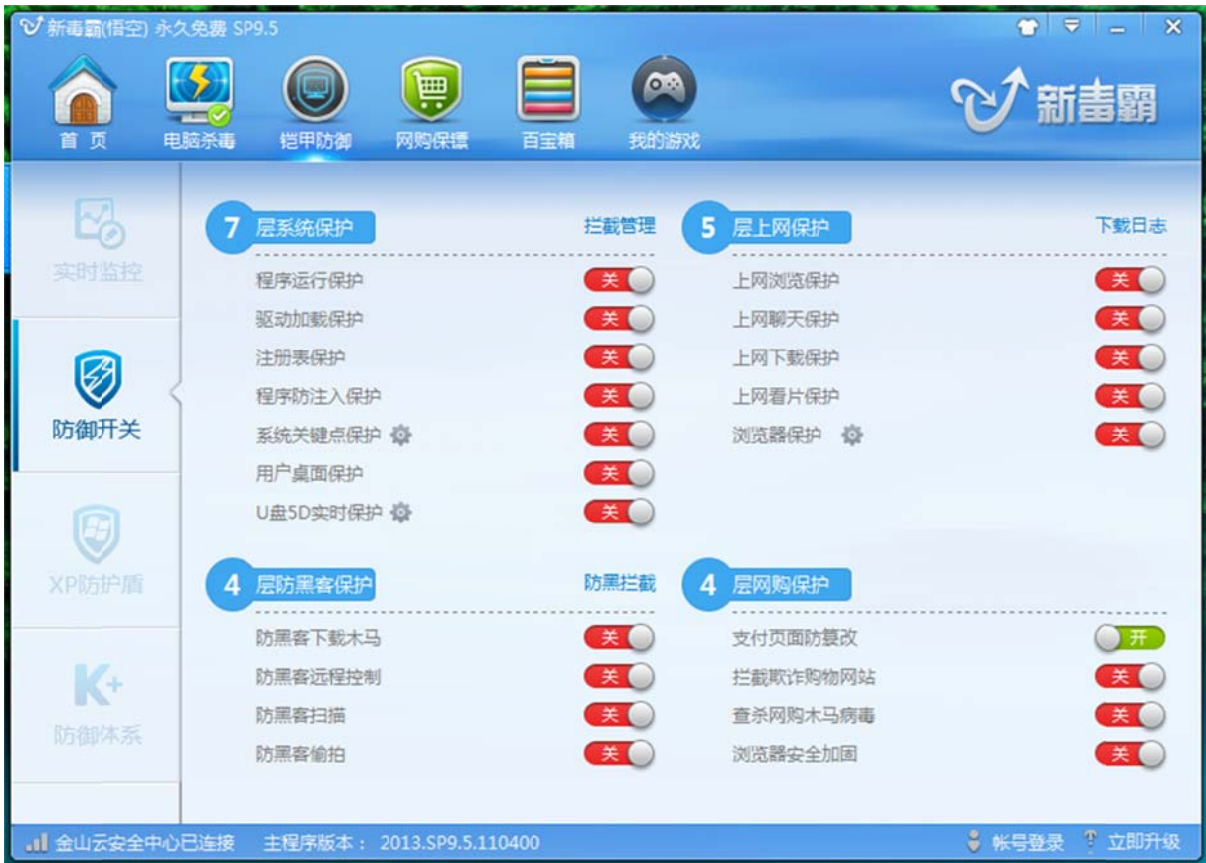 新毒霸(悟空) 永久免费 SP9.5
首 页
电脑杀毒
铠甲防御
网购保镖
百宝箱
我的游戏
新毒霸
实时监控
防御开关
XP防护盾
K+
防御体系
7 层系统保护 拦截管理
程序运行保护 关
驱动加载保护 关
注册表保护 关
程序防注入保护 关
系统关键点保护 关
用户桌面保护 关
U盘5D实时保护 关
5 层上网保护 下载日志
上网浏览保护 关
上网聊天保护 关
上网下载保护 关
上网看片保护 关
浏览器保护 关
4 层防黑客保护 防黑拦截
防黑客下载木马 关
防黑客远程控制 关
防黑客扫描 关
防黑客偷拍 关
4 层网购保护
支付页面防篡改 开
拦截欺诈购物网站 关
查杀网购木马病毒 关
浏览器安全加固 关
金山云安全中心已连接 主程序版本： 2013.SP9.5.110400
帐号登录 立即升级